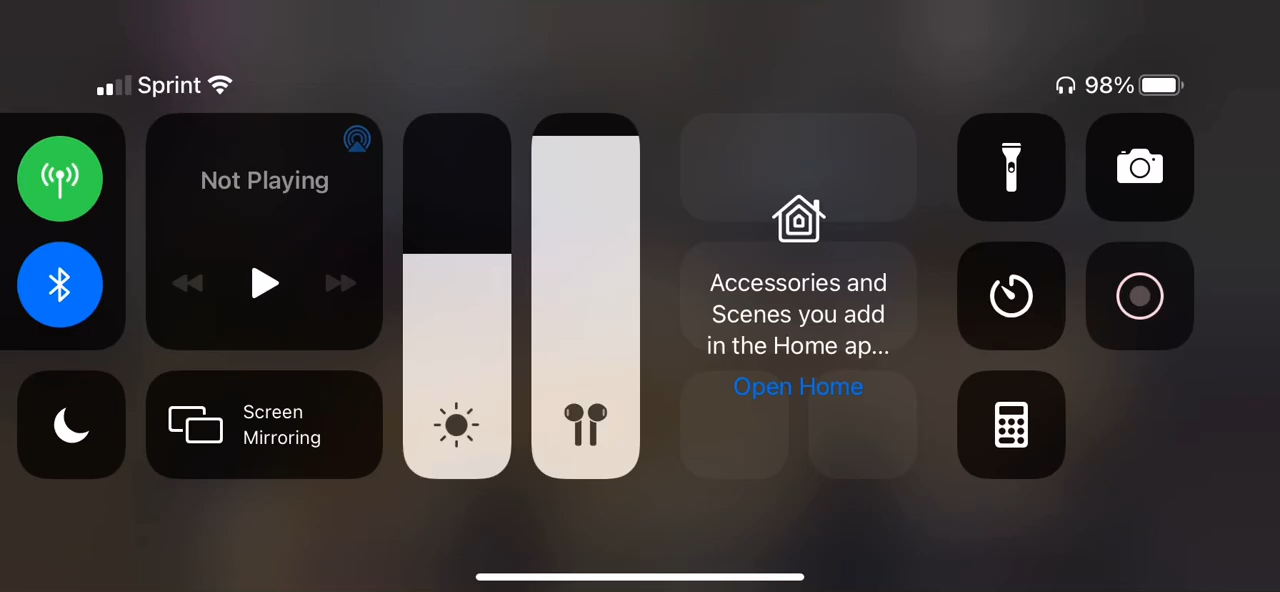 Sprint
98%
Not Playing
Screen
Mirroring
Accessories and
Scenes you add
in the Home ap...
Open Home